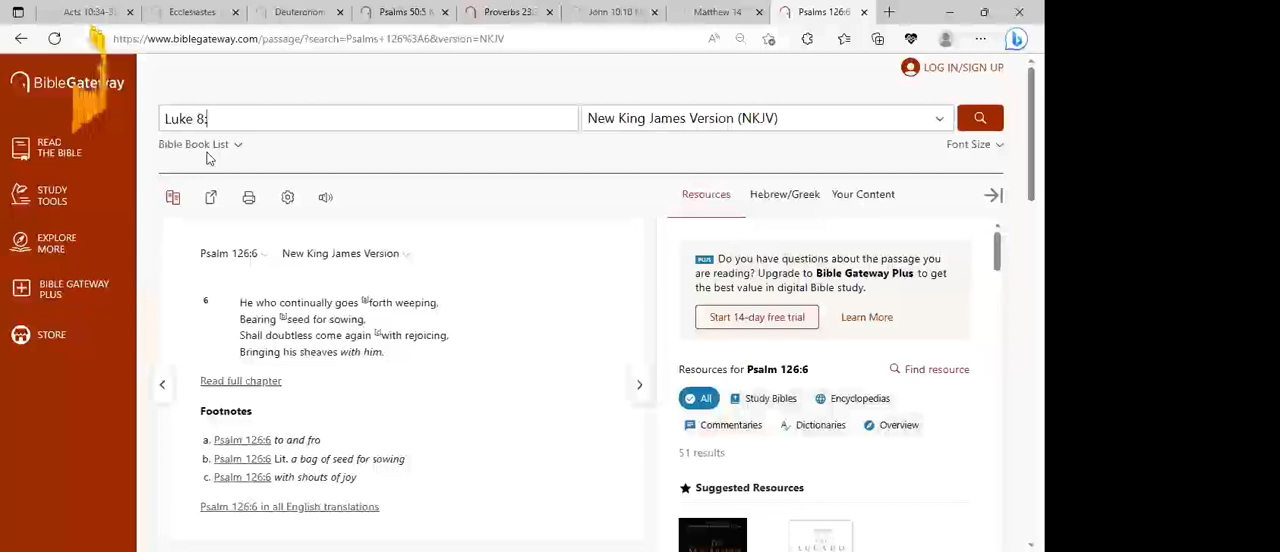 Acts 10:34-3
Ecclesiastes
Deuteronom
Psalms 50:5
Proverbs 23:
John 10:10
Matthew 14
Psalms 126:6
https://www.biblegateway.com/passage/?search=Psalms+126%3A6&version=NKJV
BibleGateway
LOG IN/SIGN UP
Luke 8:
New King James Version (NKJV)
Bible Book List
Font Size
READ
THE BIBLE
STUDY
TOOLS
EXPLORE
MORE
BIBLE GATEWAY
PLUS
STORE
Resources
Hebrew/Greek
Your Content
Psalm 126:6
New King James Version
6 He who continually goes [a]forth weeping,
Bearing [b]seed for sowing,
Shall doubtless come again [c]with rejoicing,
Bringing his sheaves with him.
Read full chapter
Footnotes
a. Psalm 126:6 to and fro
b. Psalm 126:6 Lit. a bag of seed for sowing
c. Psalm 126:6 with shouts of joy
Psalm 126:6 in all English translations
PLUS Do you have questions about the passage you
are reading? Upgrade to Bible Gateway Plus to get
the best value in digital Bible study.
Start 14-day free trial
Learn More
Resources for Psalm 126:6
Find resource
All
Study Bibles
Encyclopedias
Commentaries
Dictionaries
Overview
51 results
Suggested Resources